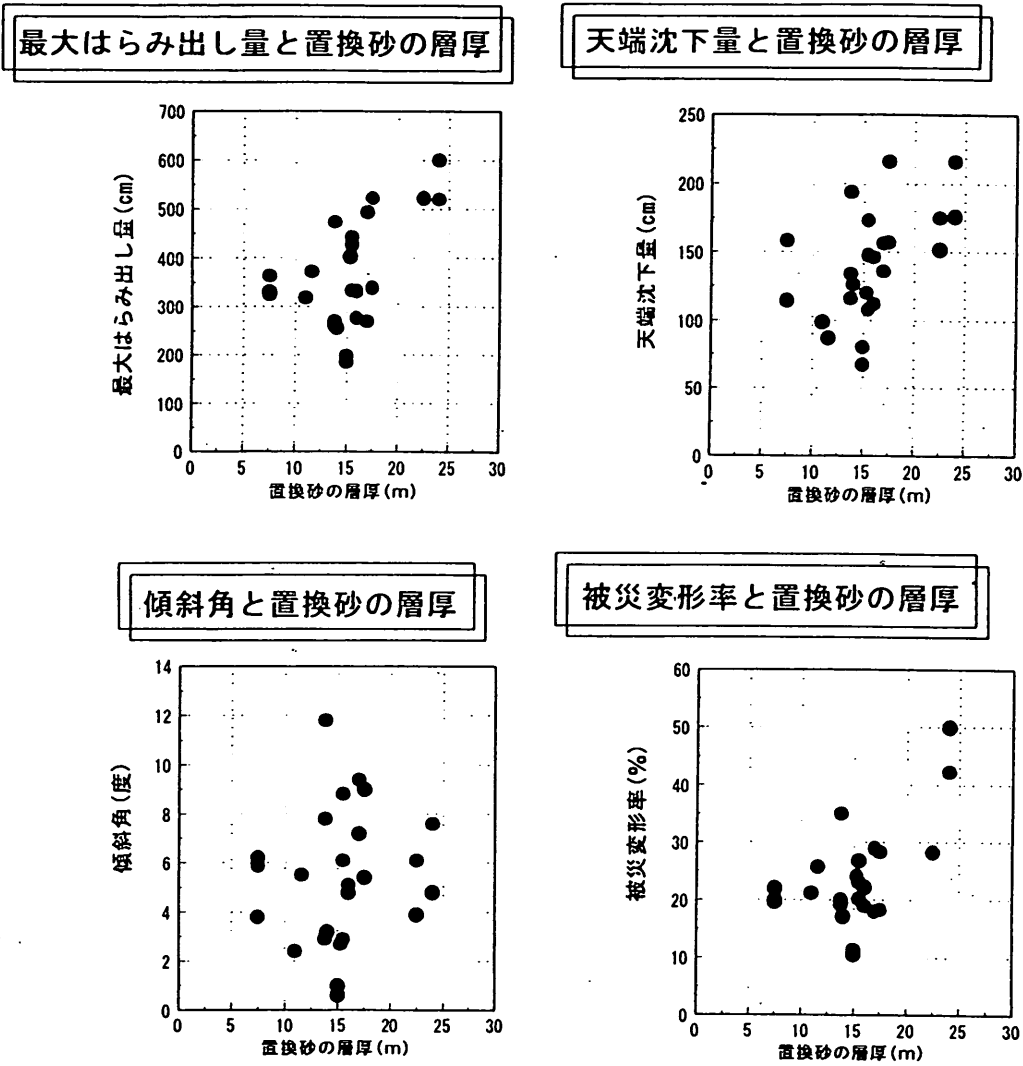 最大はらみ出し量と置換砂の層厚
天端沈下量と置換砂の層厚
最大はらみ出し量(cm)
700
600
500
400
300
200
100
0
0 5 10 15 20 25 30
置換砂の層厚(m)
天端沈下量(cm)
250
200
150
100
50
0
0 5 10 15 20 25 30
置換砂の層厚(m)
傾斜角と置換砂の層厚
被災変形率と置換砂の層厚
傾斜角(度)
14
12
10
8
6
4
2
0
0 5 10 15 20 25 30
置換砂の層厚(m)
被災変形率(%)
60
50
40
30
20
10
0
0 5 10 15 20 25 30
置換砂の層厚(m)